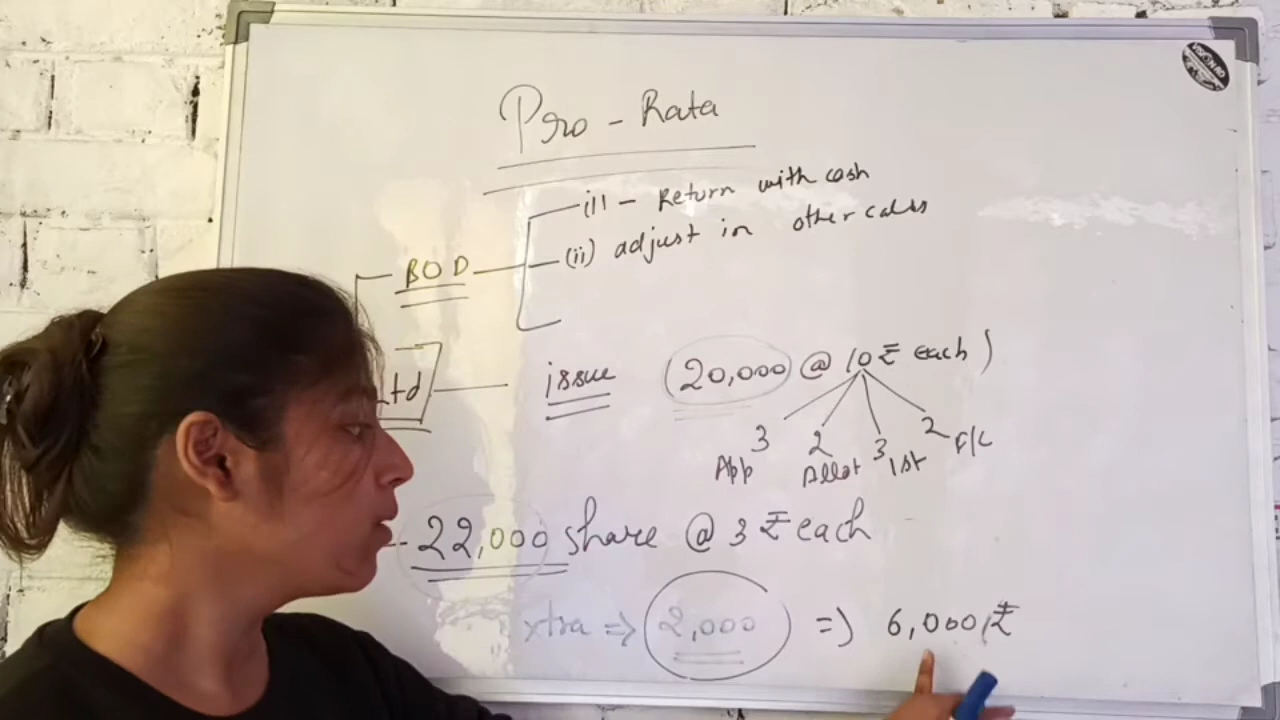 Pro - Rata
(i) - Return with cash
BOD
(ii) adjust in other calls
Ltd
issue (20,000 @ 10₹ each)
3 2 3 2
App Allot 1st F/C
22,000 share @ 3₹ each
xtra => 2,000 => 6,000₹